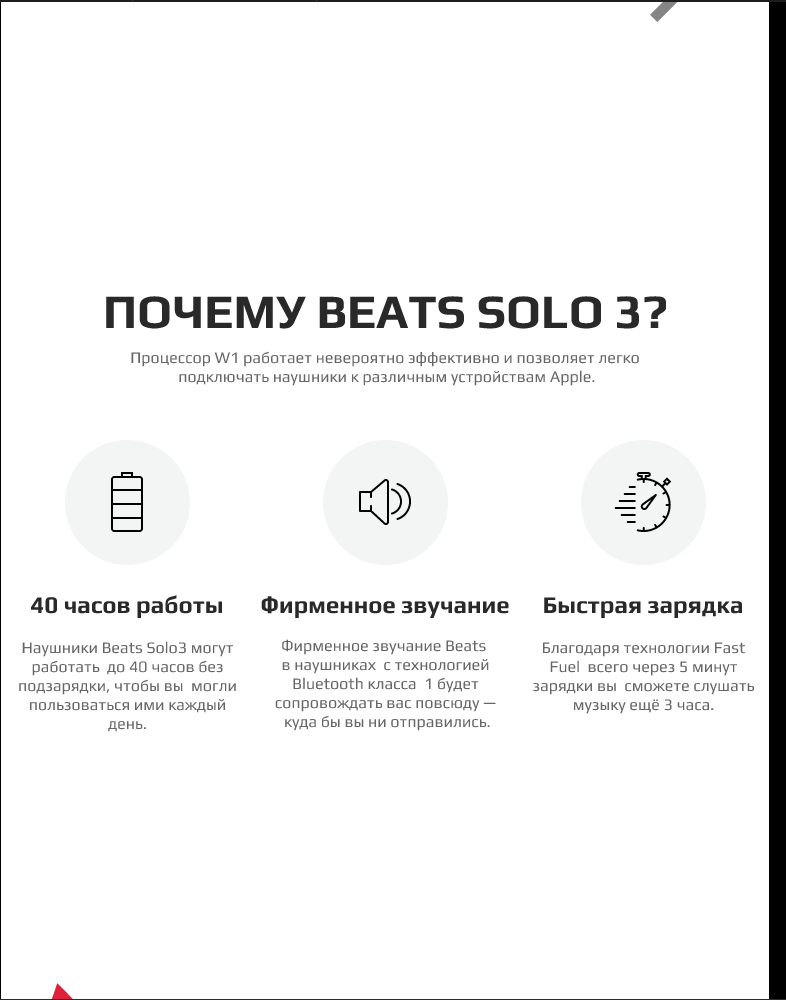 ПОЧЕМУ BEATS SOLO 3?
Процессор W1 работает невероятно эффективно и позволяет легко
подключать наушники к различным устройствам Apple.
40 часов работы
Наушники Beats Solo3 могут
работать до 40 часов без
подзарядки, чтобы вы могли
пользоваться ими каждый
день.
Фирменное звучание
Фирменное звучание Beats
в наушниках с технологией
Bluetooth класса 1 будет
сопровождать вас повсюду —
куда бы вы ни отправились.
Быстрая зарядка
Благодаря технологии Fast
Fuel всего через 5 минут
зарядки вы сможете слушать
музыку ещё 3 часа.